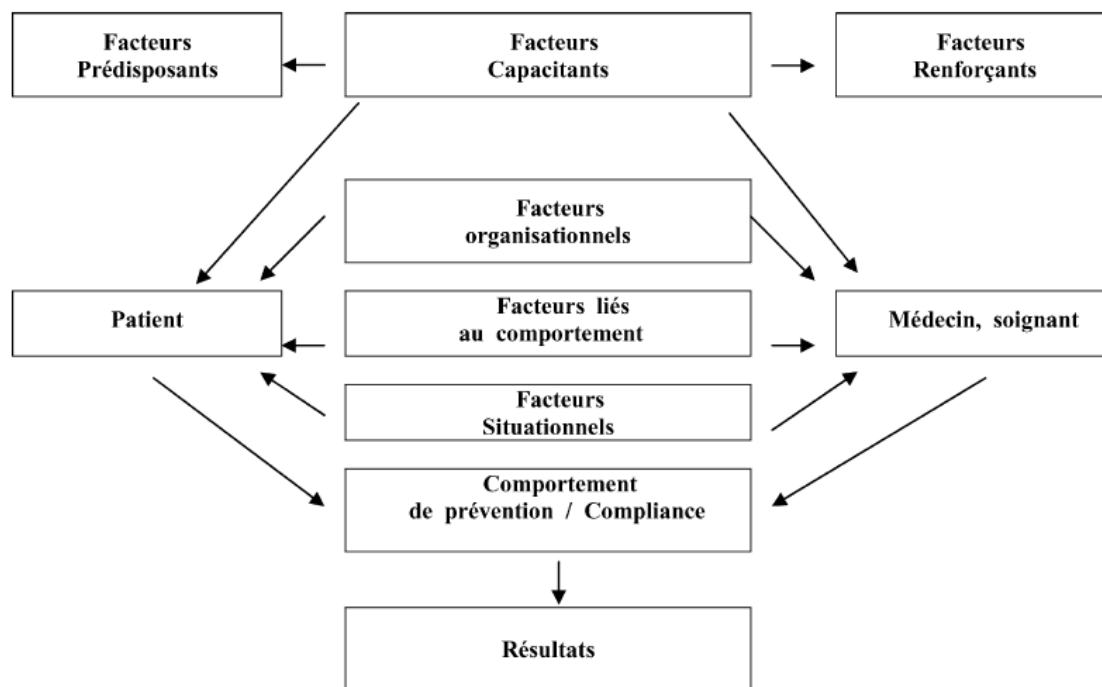 Facteurs
Prédisposants
Facteurs
Capacitants
Facteurs
Renforçants
Facteurs
organisationnels
Patient
Facteurs liés
au comportement
Médecin, soignant
Facteurs
Situationnels
Comportement
de prévention / Compliance
Résultats